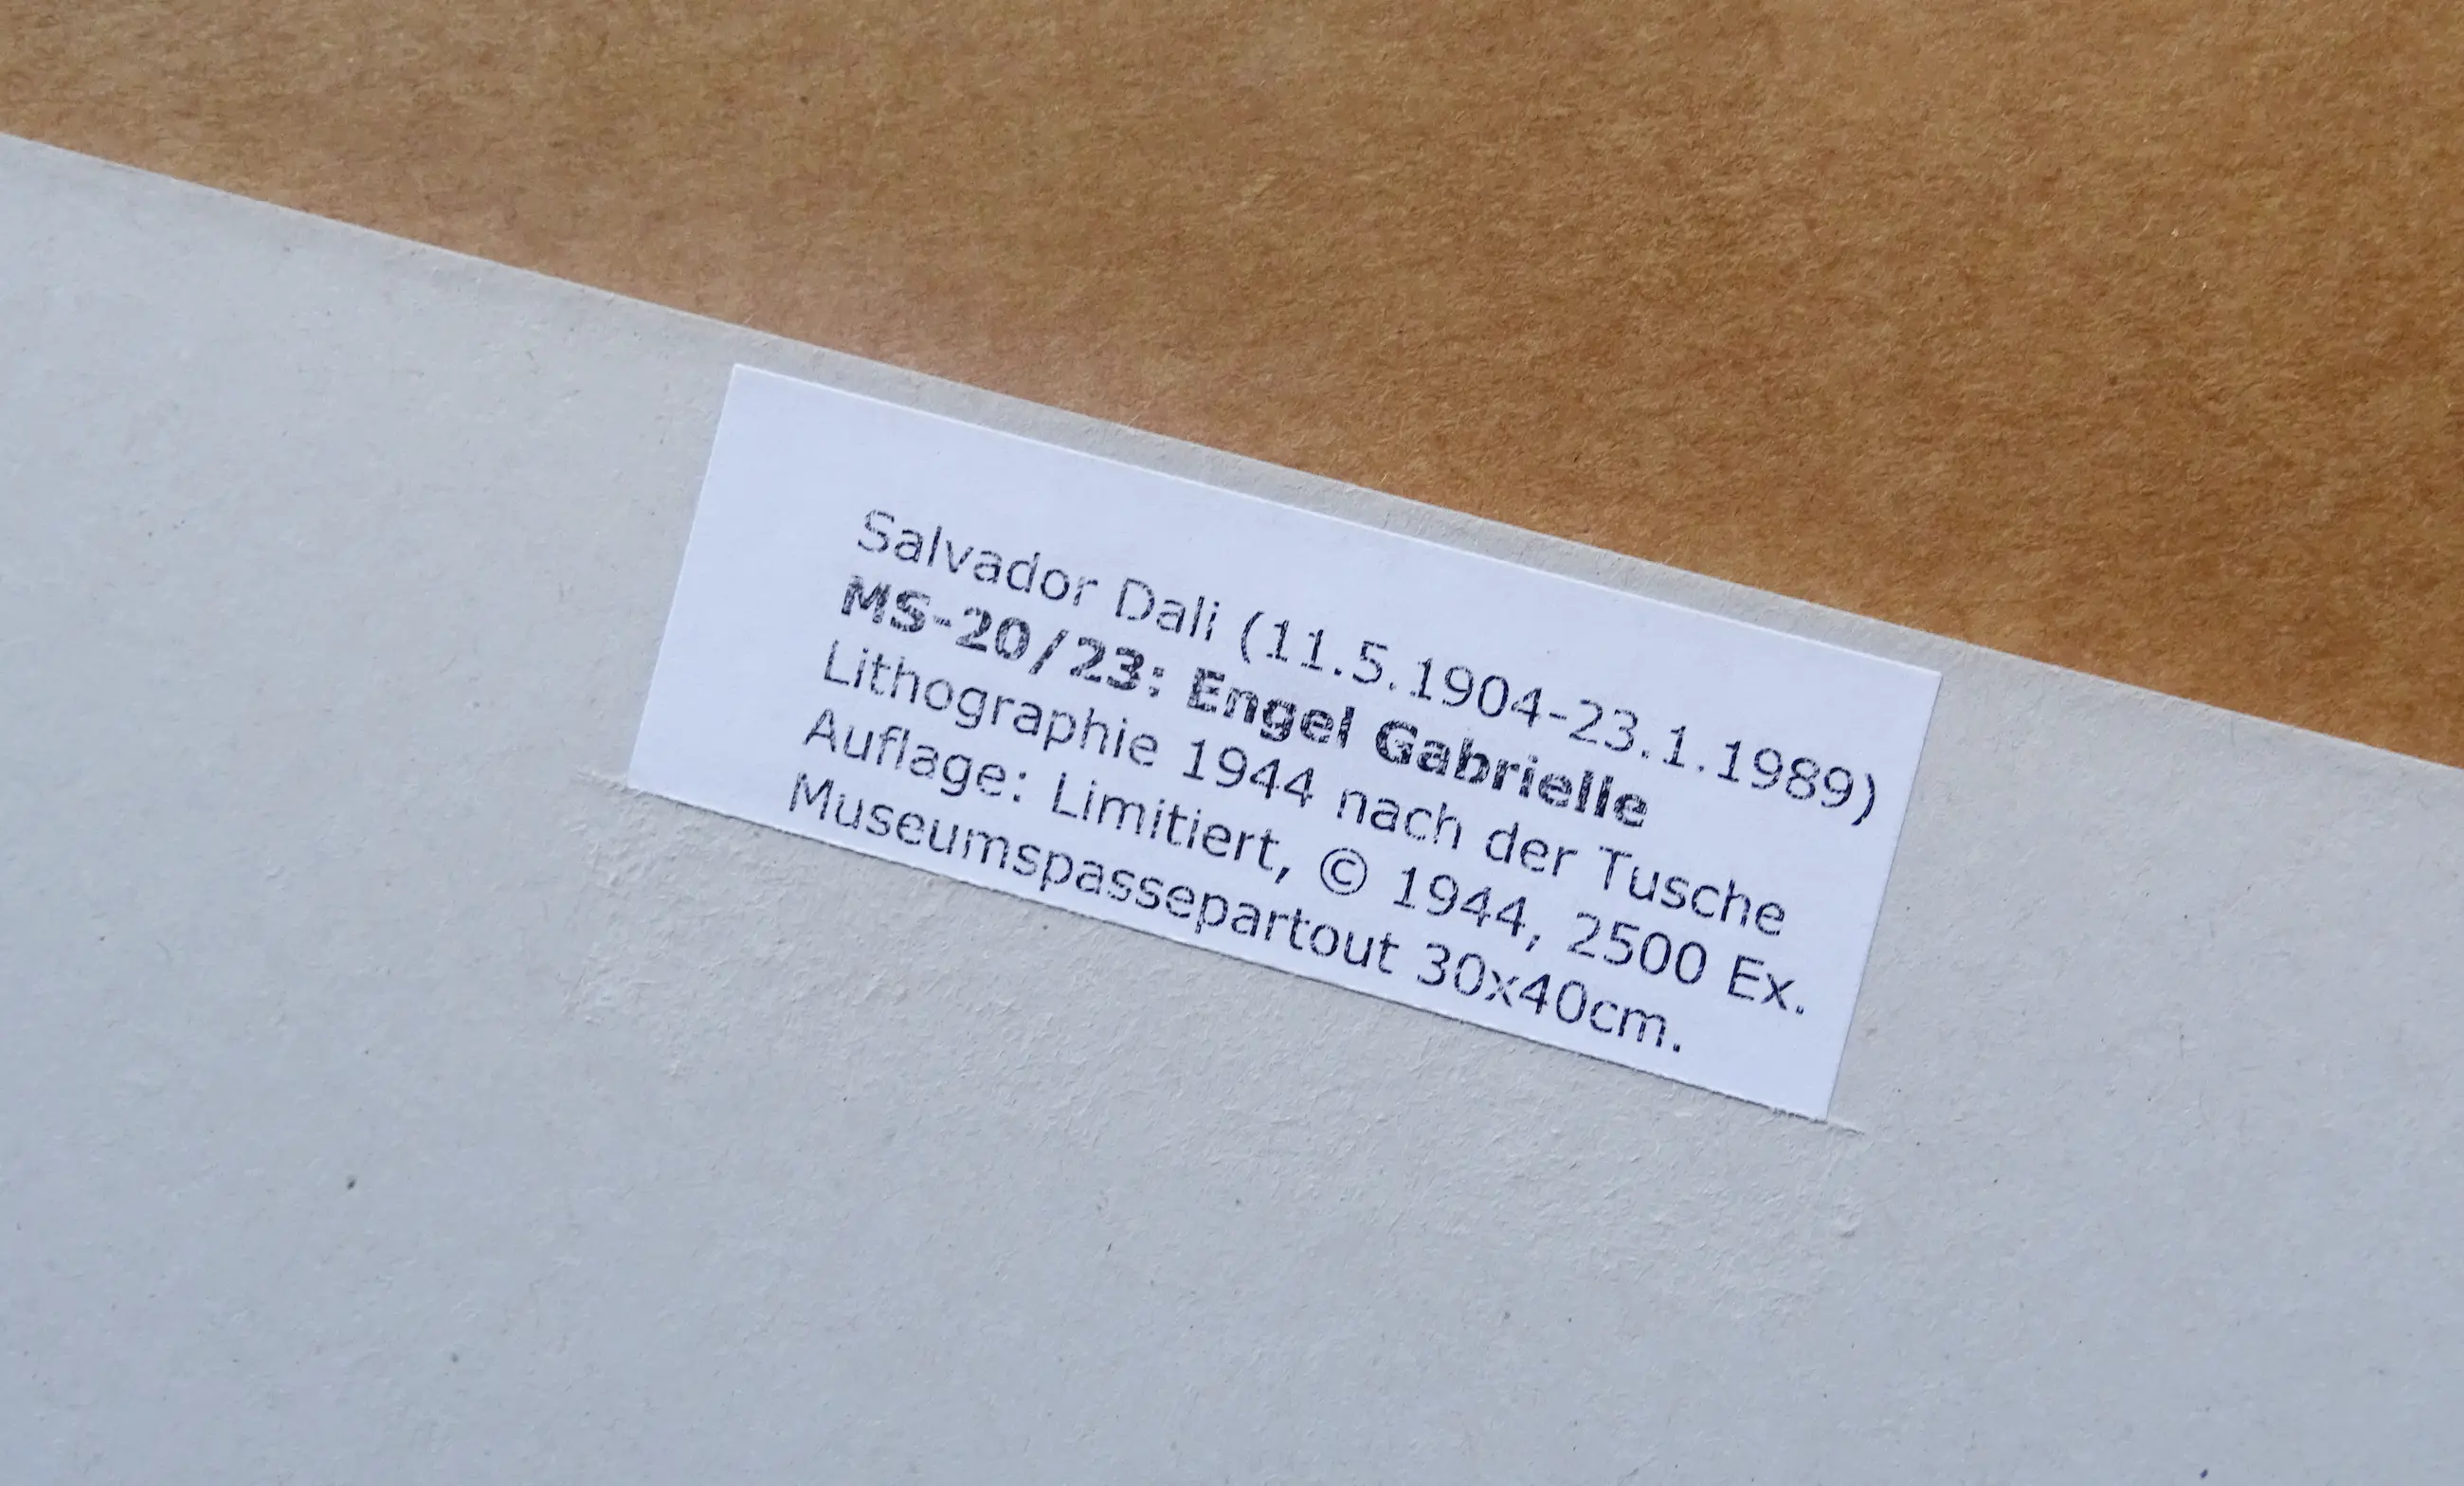 Salvador Dali (11.5.1904-23.1.1989)
MS-20/23: Engel Gabrielle
Lithographie 1944 nach der Tusche
Auflage: Limitiert, © 1944, 2500 Ex.
Museumspassepartout 30x40cm.